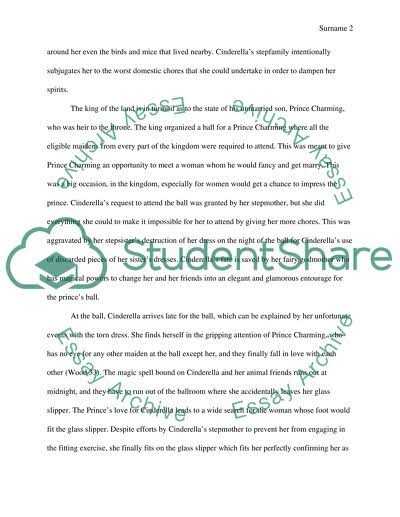 Surname 2
around her even the birds and mice that lived nearby. Cinderella's stepfamily intentionally
subjugates her to the worst domestic chores that she could undertake in order to dampen her
spirits.
The king of the land is in turmoil as to the state of his unmarried son, Prince Charming,
who was heir to the throne. The king organized a ball for a Prince Charming where all the
eligible maidens from every part of the kingdom were required to attend. This was meant to give
Prince Charming an opportunity to meet a woman whom he would fancy and get marry. This
was a big occasion, in the kingdom, especially for women would get a chance to impress the
prince. Cinderella's request to attend the ball was granted by her stepmother, but she did
everything she could to make it impossible for her to attend by giving her more chores. This was
aggravated by her stepsister's destruction of her dress on the night of the ball for Cinderella's use
of discarded pieces of her sister's dresses. Cinderella's fate is saved by her fairy godmother who
has magical powers to change her and her friends into an elegant and glamorous entourage for
the prince's ball.
At the ball, Cinderella arrives late for the ball, which can be explained by her unfortunate
events with the torn dress. She finds herself in the gripping attention of Prince Charming, who
has no eye for any other maiden at the ball except her, and they finally fall in love with each
other (Wood 33). The magic spell bound on Cinderella and her animal friends runs out at
midnight, and they have to run out of the ballroom where she accidentally leaves her glass
slipper. The Prince's love for Cinderella leads to a wide search for the woman whose foot would
fit the glass slipper. Despite efforts by Cinderella's stepmother to prevent her from engaging in
the fitting exercise, she finally fits on the glass slipper which fits her perfectly confirming her as
StudentShare
Essay Archive
Essay Archive
Essay Archive
Essay Archive